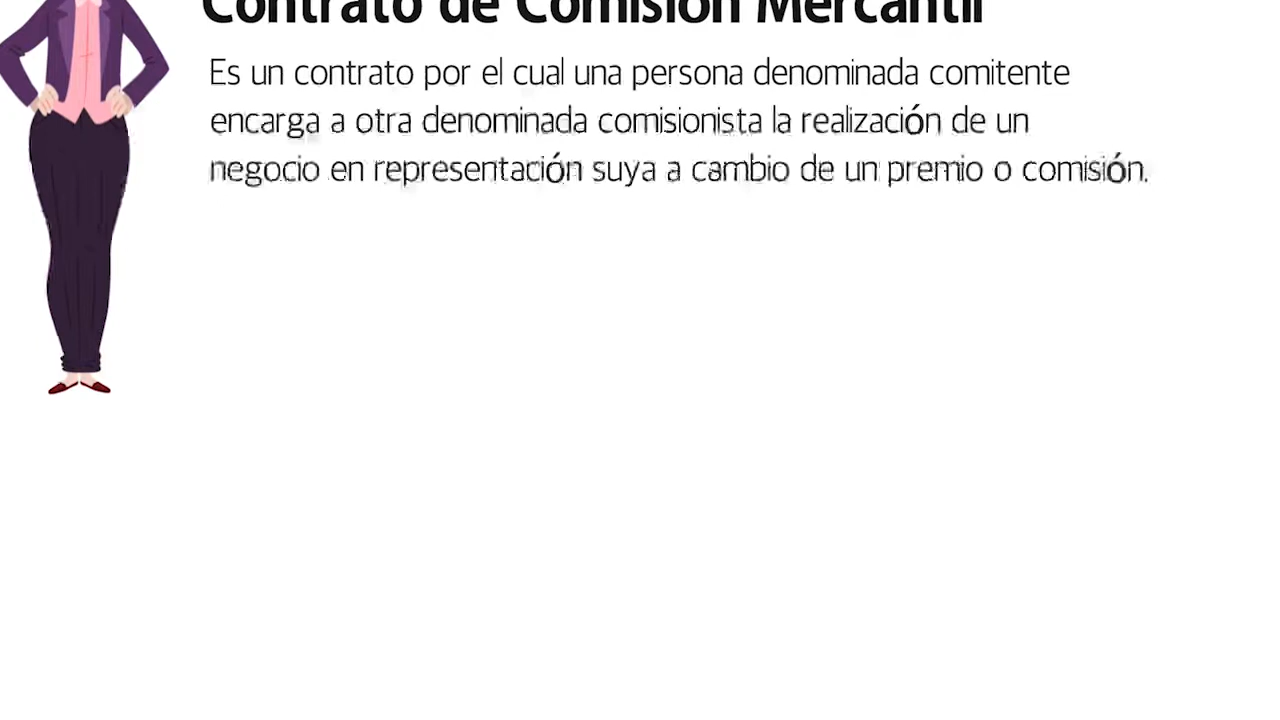 Contrato de Comisión Mercantil
Es un contrato por el cual una persona denominada comitente
encarga a otra denominada comisionista la realización de un
negocio en representación suya a cambio de un premio o comisión.